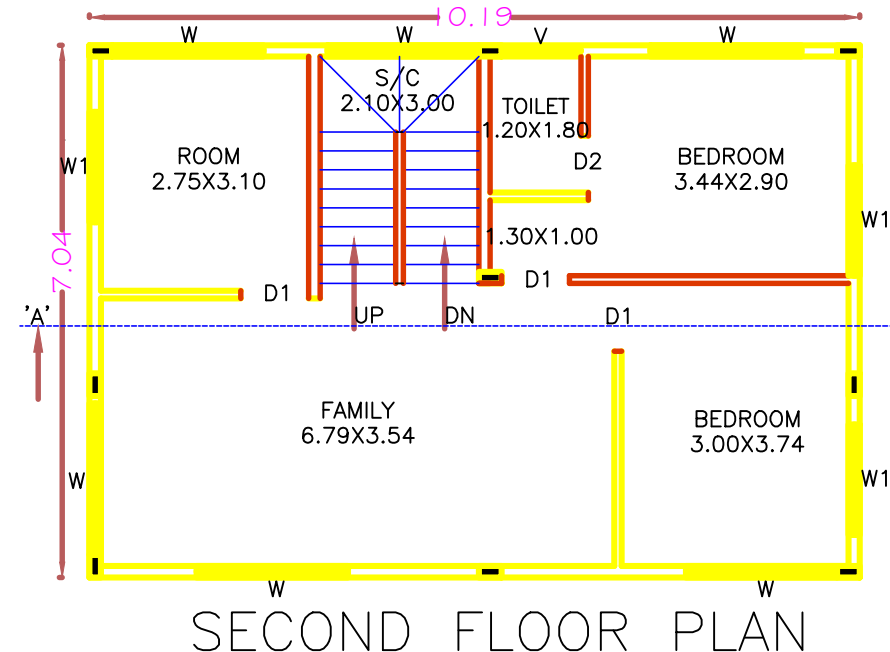 10.19
W
W
V
W
S/C
2.10X3.00
TOILET
1.20X1.80
W1
ROOM
2.75X3.10
D2
BEDROOM
3.44X2.90
W1
7.04
1.30X1.00
D1
D1
'A'
UP
DN
D1
FAMILY
6.79X3.54
BEDROOM
3.00X3.74
W
W1
W
W
SECOND FLOOR PLAN